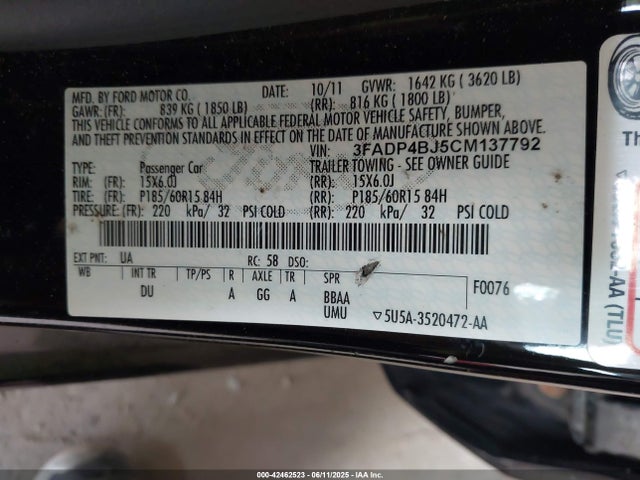 MFD. BY FORD MOTOR CO. DATE: 10/11 GVWR: 1642 KG ( 3620 LB)
GAWR: (FR): 839 KG ( 1850 LB) (RR): 816 KG ( 1800 LB)
THIS VEHICLE CONFORMS TO ALL APPLICABLE FEDERAL MOTOR VEHICLE SAFETY, BUMPER,
AND THEFT PREVENTION STANDARDS IN EFFECT ON THE DATE OF MANUFACTURE SHOWN ABOVE.
VIN: 3FADP4BJ5CM137792
TYPE: Passenger Car TRAILER TOWING - SEE OWNER GUIDE
RIM: (FR): 15X6.0J (RR): 15X6.0J
TIRE: (FR): P185/60R15 84H (RR): P185/60R15 84H
PRESSURE: (FR): 220 kPa/ 32 PSI COLD (RR): 220 kPa/ 32 PSI COLD
EXT PNT: UA RC: 58 DSO:
WB INT TR TP/PS R AXLE TR SPR F0076
DU A GG A BBAA
UMU ▽5U5A-3520472-AA
Th
-AA (TLU)
000-42462523 - 06/11/2025 - IAA, Inc.